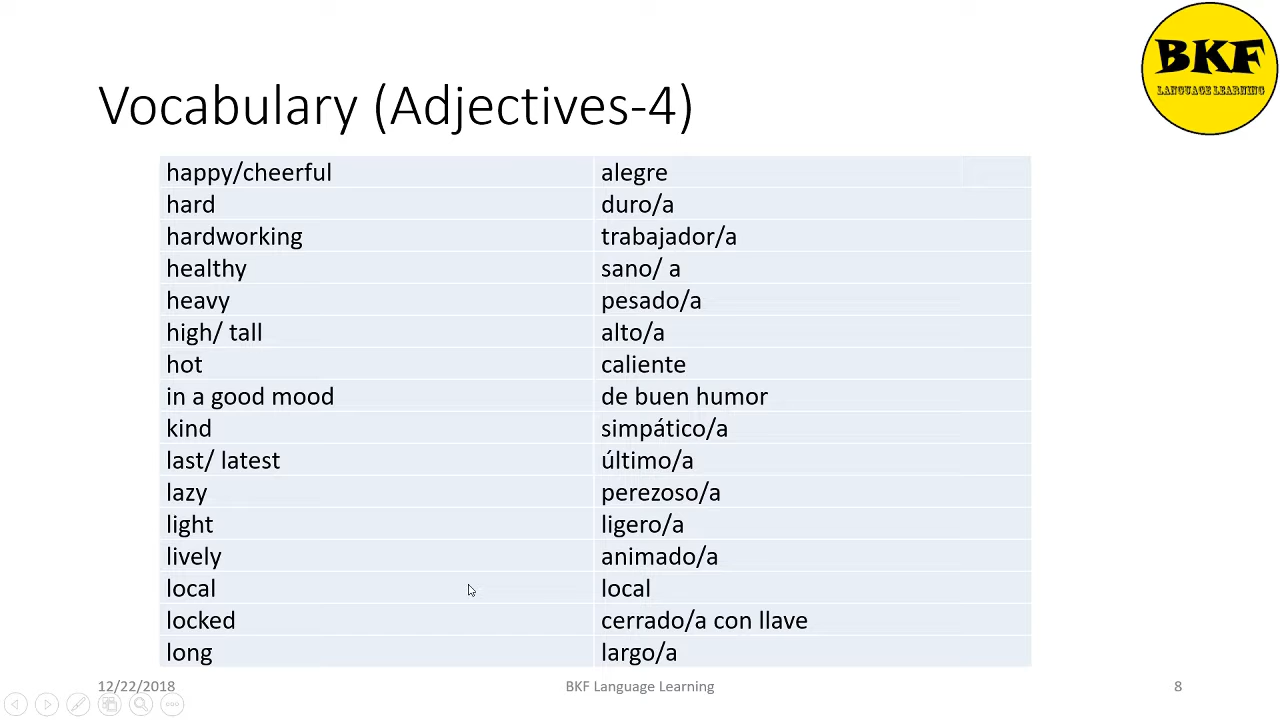 BKF
LANGUAGE LEARNING
Vocabulary (Adjectives-4)
happy/cheerful alegre
hard duro/a
hardworking trabajador/a
healthy sano/ a
heavy pesado/a
high/ tall alto/a
hot caliente
in a good mood de buen humor
kind simpático/a
last/ latest último/a
lazy perezoso/a
light ligero/a
lively animado/a
local local
locked cerrado/a con llave
long largo/a
12/22/2018 BKF Language Learning 8